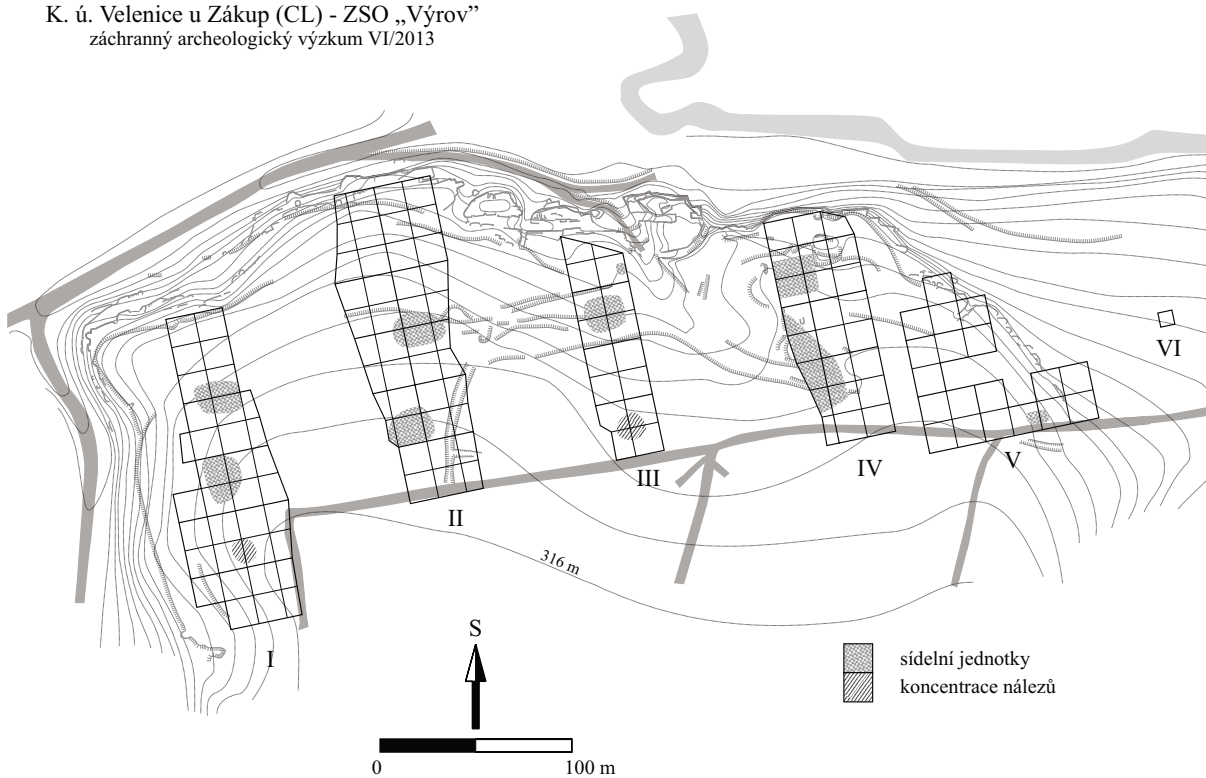 K. ú. Velenice u Zákup (CL) - ZSO „Výrov”
záchranný archeologický výzkum VI/2013
VI
III
IV
V
II
316 m
S
I
sídelní jednotky
koncentrace nálezů
0 100 m